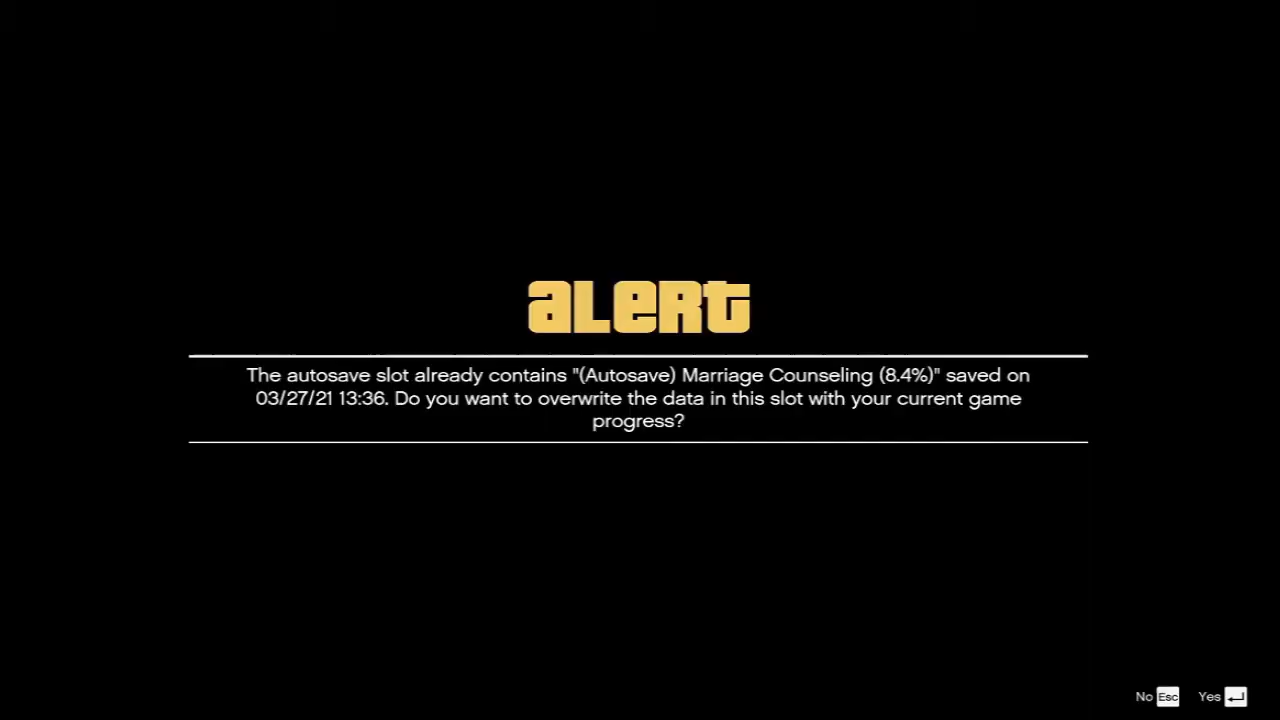 alert
The autosave slot already contains "(Autosave) Marriage Counseling (8.4%)" saved on
03/27/21 13:36. Do you want to overwrite the data in this slot with your current game
progress?
No Esc Yes